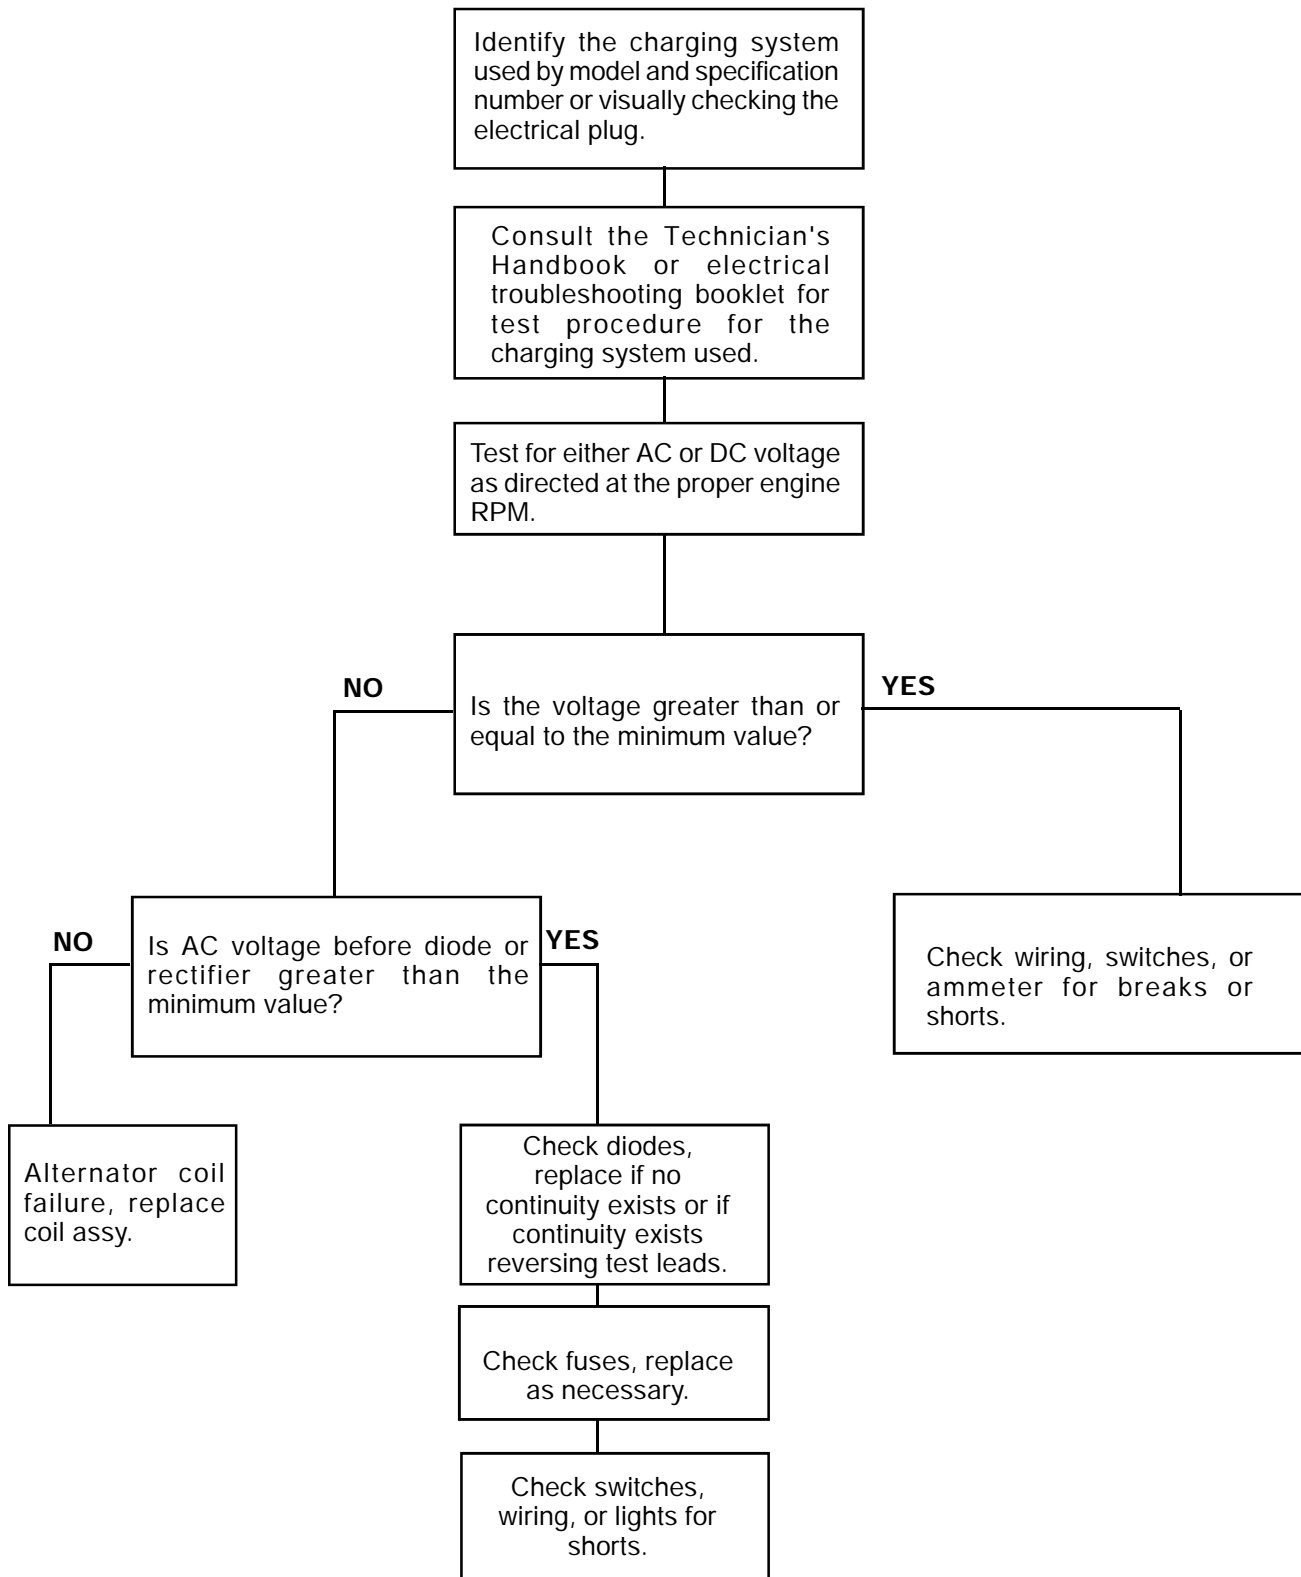 Identify the charging system
used by model and specification
number or visually checking the
electrical plug.
Consult the Technician's
Handbook or electrical
troubleshooting booklet for
test procedure for the
charging system used.
Test for either AC or DC voltage
as directed at the proper engine
RPM.
NO
YES
Is the voltage greater than or
equal to the minimum value?
NO
Is AC voltage before diode or
rectifier greater than the
minimum value?
YES
Check wiring, switches, or
ammeter for breaks or
shorts.
Alternator coil
failure, replace
coil assy.
Check diodes,
replace if no
continuity exists or if
continuity exists
reversing test leads.
Check fuses, replace
as necessary.
Check switches,
wiring, or lights for
shorts.